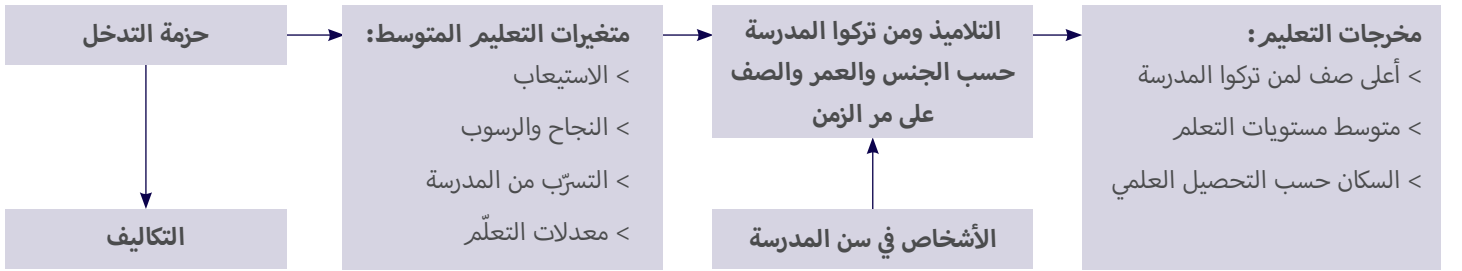 حزمة التدخل
التكاليف
متغيرات التعليم المتوسط:
> الاستيعاب
> النجاح والرسوب
> التسرّب من المدرسة
> معدلات التعلّم
التلاميذ ومن تركوا المدرسة
حسب الجنس والعمر والصف
على مر الزمن
الأشخاص في سن المدرسة
مخرجات التعليم:
> أعلى صف لمن تركوا المدرسة
> متوسط مستويات التعلم
> السكان حسب التحصيل العلمي